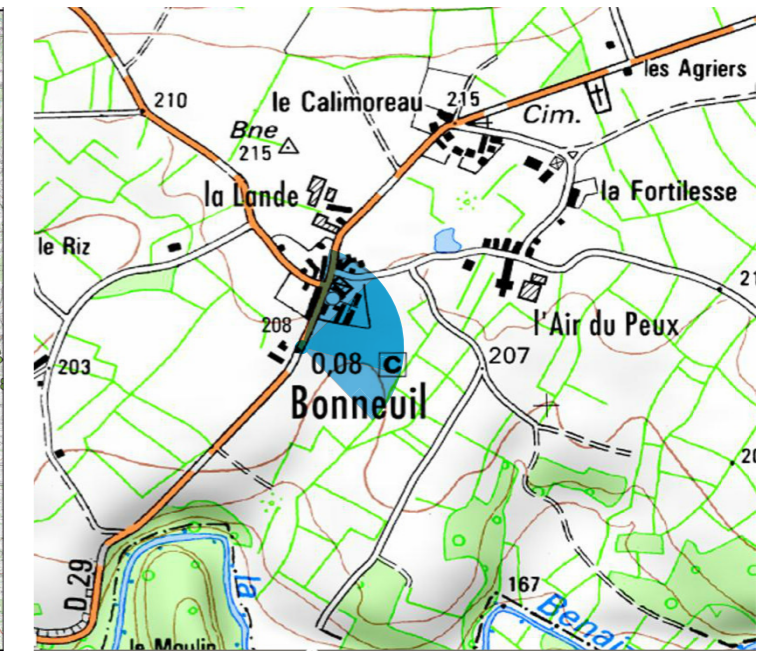 les Agriers
210
le Calimoreau
215
Cim.
Bne
215
la Lande
la Fortilesse
le Riz
l'Air du Peux
208
207
203
0,08 C
Bonneuil
D 29
la
167
Benai
le Moulin